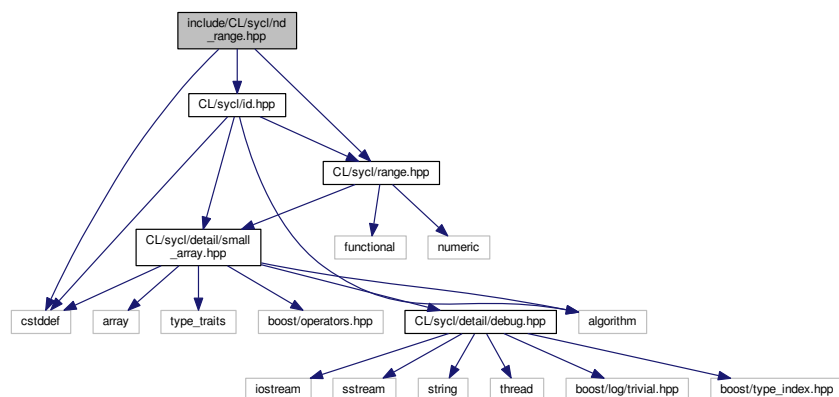 include/CL/sycl/nd
_range.hpp
CL/sycl/id.hpp
CL/sycl/range.hpp
CL/sycl/detail/small
_array.hpp
functional
numeric
cstddef
array
type_traits
boost/operators.hpp
CL/sycl/detail/debug.hpp
algorithm
iostream
sstream
string
thread
boost/log/trivial.hpp
boost/type_index.hpp